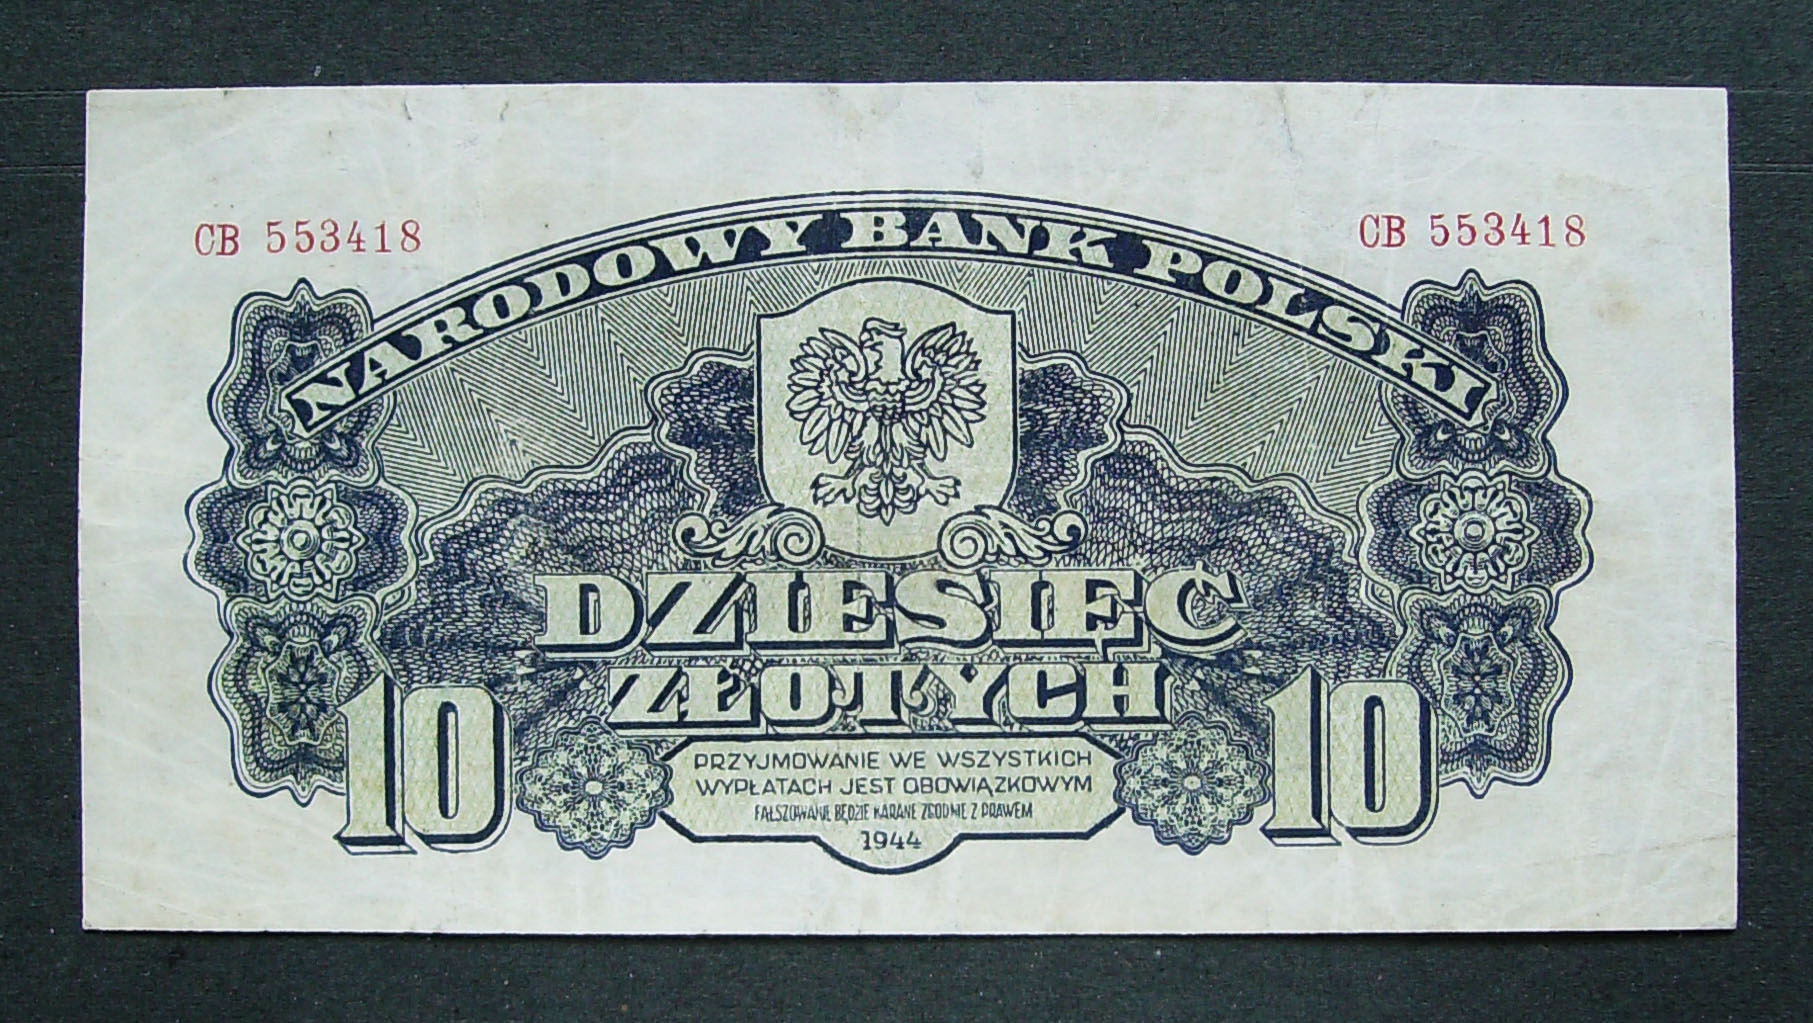 NARODOWY BANK POLSKI
CB 553418
CB 553418
DZIESIĘĆ
ZŁOTYCH
10
10
PRZYJMOWANIE WE WSZYSTKICH
WYPŁATACH JEST OBOWIĄZKOWYM
FAŁSZOWANIE BĘDZIE KARANE ZGODNIE Z PRAWEM
1944